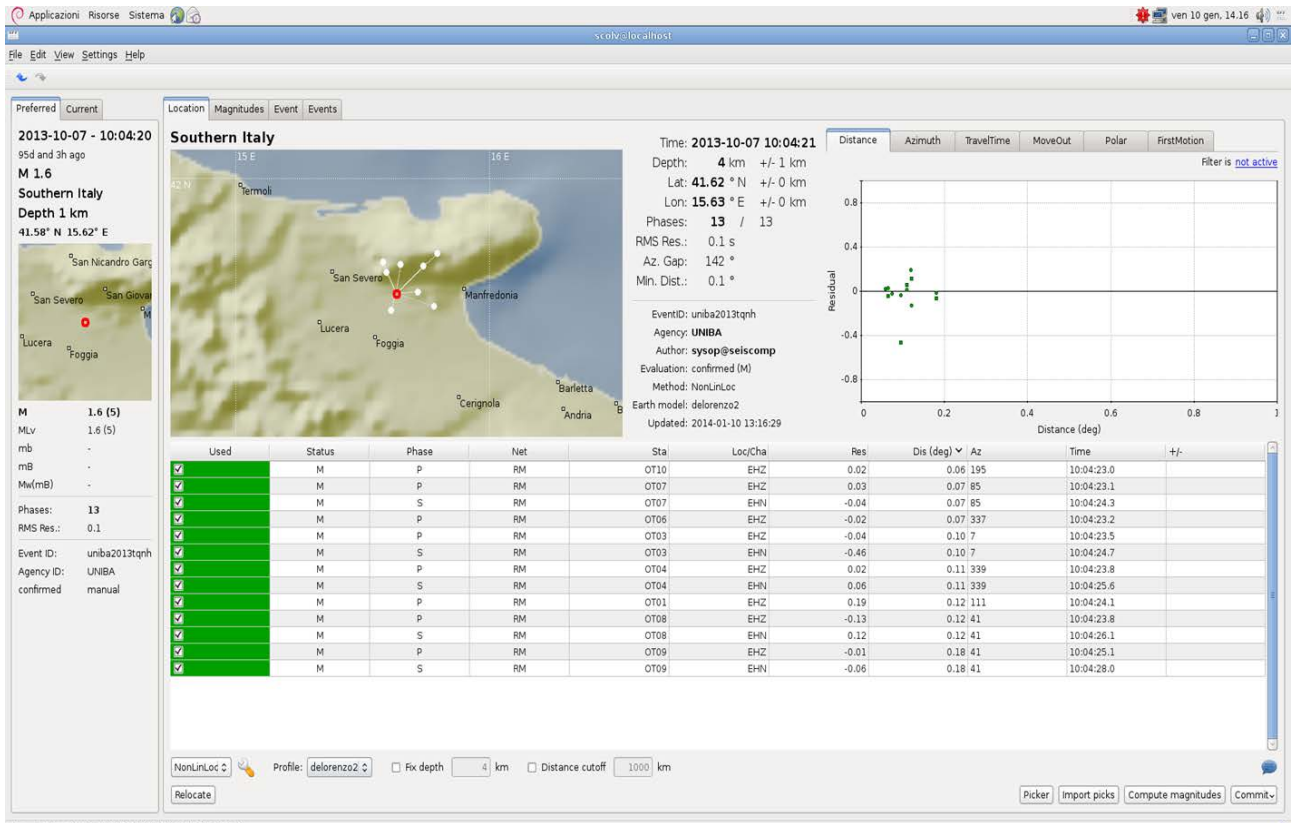 Applicazioni Risorse Sistema
ven 10 gen, 14.16
scolv@localhost
File Edit View Settings Help
Preferred Current
2013-10-07 - 10:04:20
95d and 3h ago
M 1.6
Southern Italy
Depth 1 km
41.58° N 15.62° E
San Nicandro Garg
San Severo
San Giovan
M
Lucera
Foggia
M 1.6 (5)
MLv 1.6 (5)
mb -
mB -
Mw(mB) -
Phases: 13
RMS Res.: 0.1
Event ID: uniba2013tqnh
Agency ID: UNIBA
confirmed manual
Location Magnitudes Event Events
Southern Italy
15 E 16 E
42 N
Termoli
San Severo
Manfredonia
Lucera
Foggia
Barletta
Cerignola
Andria
B
Time: 2013-10-07 10:04:21
Depth: 4 km +/- 1 km
Lat: 41.62 ° N +/- 0 km
Lon: 15.63 ° E +/- 0 km
Phases: 13 / 13
RMS Res.: 0.1 s
Az. Gap: 142 °
Min. Dist.: 0.1 °
EventID: uniba2013tqnh
Agency: UNIBA
Author: sysop@seiscomp
Evaluation: confirmed (M)
Method: NonLinLoc
Earth model: delorenzo2
Updated: 2014-01-10 13:16:29
Distance Azimuth TravelTime MoveOut Polar FirstMotion
Filter is not active
0.8
0.4
0
-0.4
-0.8
Residual
0 0.2 0.4 0.6 0.8 1
Distance (deg)
Used Status Phase Net Sta Loc/Cha Res Dis (deg) Az Time +/-
M P RM OT10 EHZ 0.02 0.06 195 10:04:23.0
M P RM OT07 EHZ 0.03 0.07 85 10:04:23.1
M S RM OT07 EHN -0.04 0.07 85 10:04:24.3
M P RM OT06 EHZ -0.02 0.07 337 10:04:23.2
M P RM OT03 EHZ -0.04 0.10 7 10:04:23.5
M S RM OT03 EHN -0.46 0.10 7 10:04:24.7
M P RM OT04 EHZ 0.02 0.11 339 10:04:23.8
M S RM OT04 EHN 0.06 0.11 339 10:04:25.6
M P RM OT01 EHZ 0.19 0.12 111 10:04:24.1
M P RM OT08 EHZ -0.13 0.12 41 10:04:23.8
M S RM OT08 EHN 0.12 0.12 41 10:04:26.1
M P RM OT09 EHZ -0.01 0.18 41 10:04:25.1
M S RM OT09 EHN -0.06 0.18 41 10:04:28.0
NonLinLoc Profile: delorenzo2 Fix depth 4 km Distance cutoff 1000 km
Relocate
Picker Import picks Compute magnitudes Commit